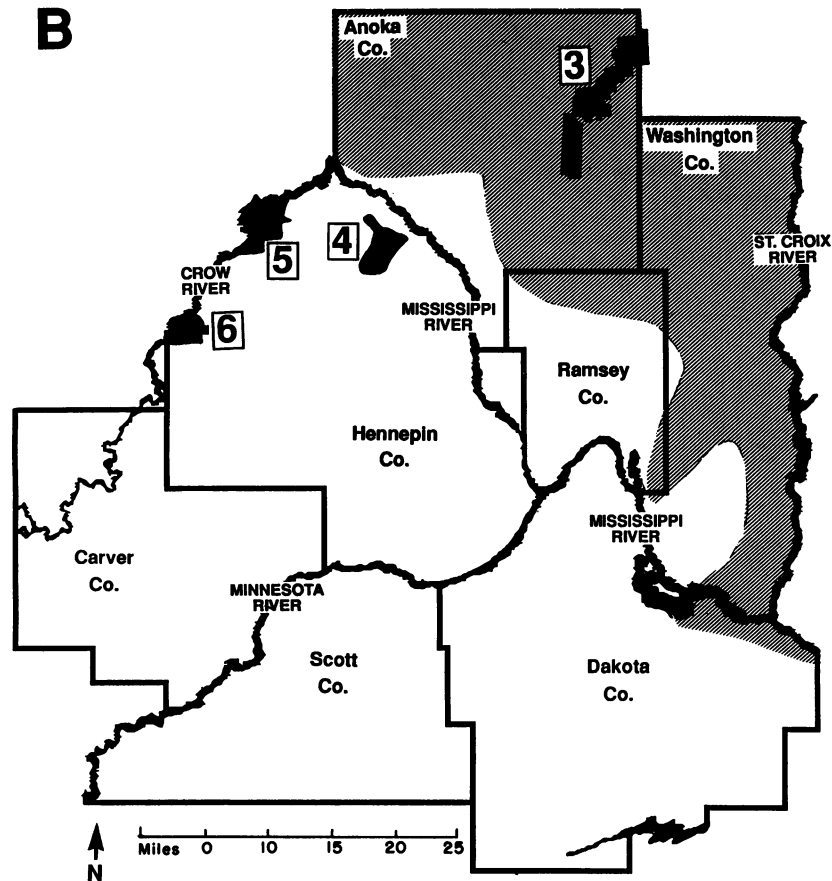 B
Anoka
Co.
3
Washington
Co.
ST. CROIX
RIVER
4
5
CROW
RIVER
6
MISSISSIPPI
RIVER
Ramsey
Co.
Hennepin
Co.
MISSISSIPPI
RIVER
Carver
Co.
MINNESOTA
RIVER
Scott
Co.
Dakota
Co.
Miles 0 10 15 20 25
N